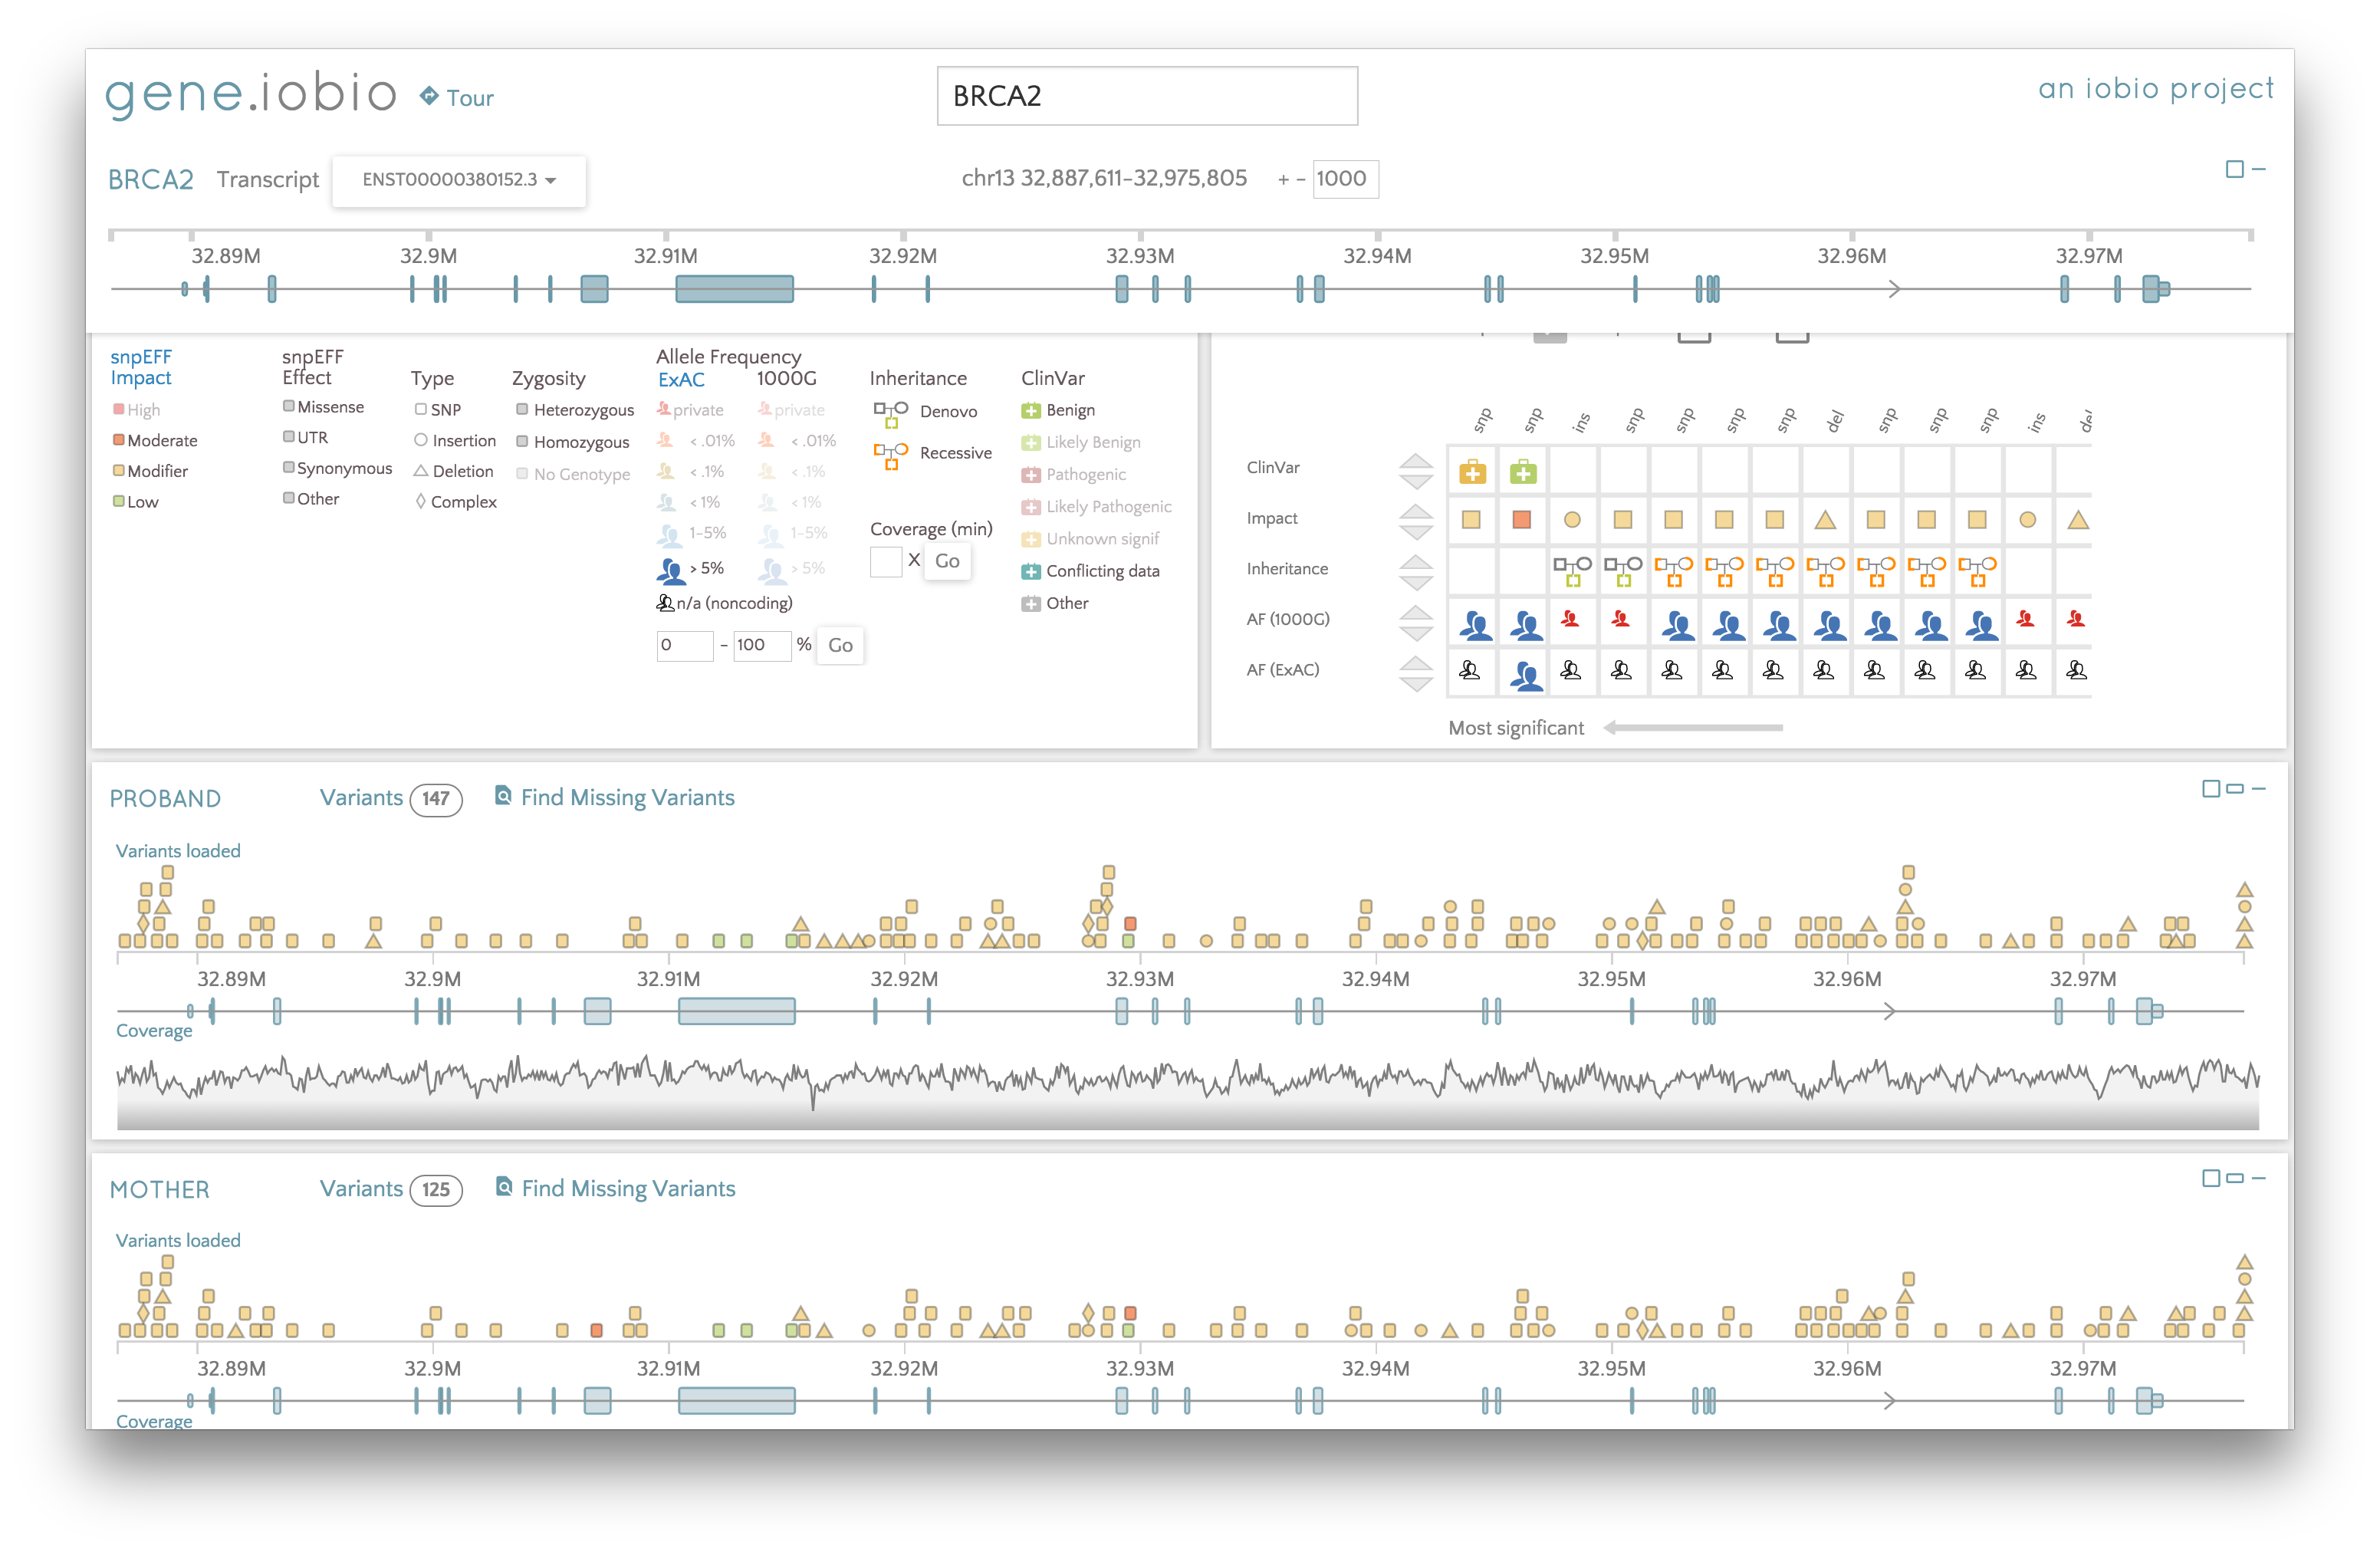 gene.iobio Tour BRCA2 an iobio project
BRCA2 Transcript ENST00000380152.3 chr13 32,887,611-32,975,805 + - 1000
32.89M 32.9M 32.91M 32.92M 32.93M 32.94M 32.95M 32.96M 32.97M
snpEFF Impact
High
Moderate
Modifier
Low
snpEFF Effect
Missense
UTR
Synonymous
Other
Type
SNP
Insertion
Deletion
Complex
Zygosity
Heterozygous
Homozygous
No Genotype
Allele Frequency
ExAC 1000G
private private
< .01% < .01%
< .1% < .1%
< 1% < 1%
1-5% 1-5%
> 5% > 5%
n/a (noncoding)
0 - 100 % Go
Inheritance
Denovo
Recessive
Coverage (min)
X Go
ClinVar
Benign
Likely Benign
Pathogenic
Likely Pathogenic
Unknown signif
Conflicting data
Other
snp snp ins snp snp snp snp del snp snp snp ins del
ClinVar
Impact
Inheritance
AF (1000G)
AF (ExAC)
Most significant
PROBAND Variants 147 Find Missing Variants
Variants loaded
32.89M 32.9M 32.91M 32.92M 32.93M 32.94M 32.95M 32.96M 32.97M
Coverage
MOTHER Variants 125 Find Missing Variants
Variants loaded
32.89M 32.9M 32.91M 32.92M 32.93M 32.94M 32.95M 32.96M 32.97M
Coverage